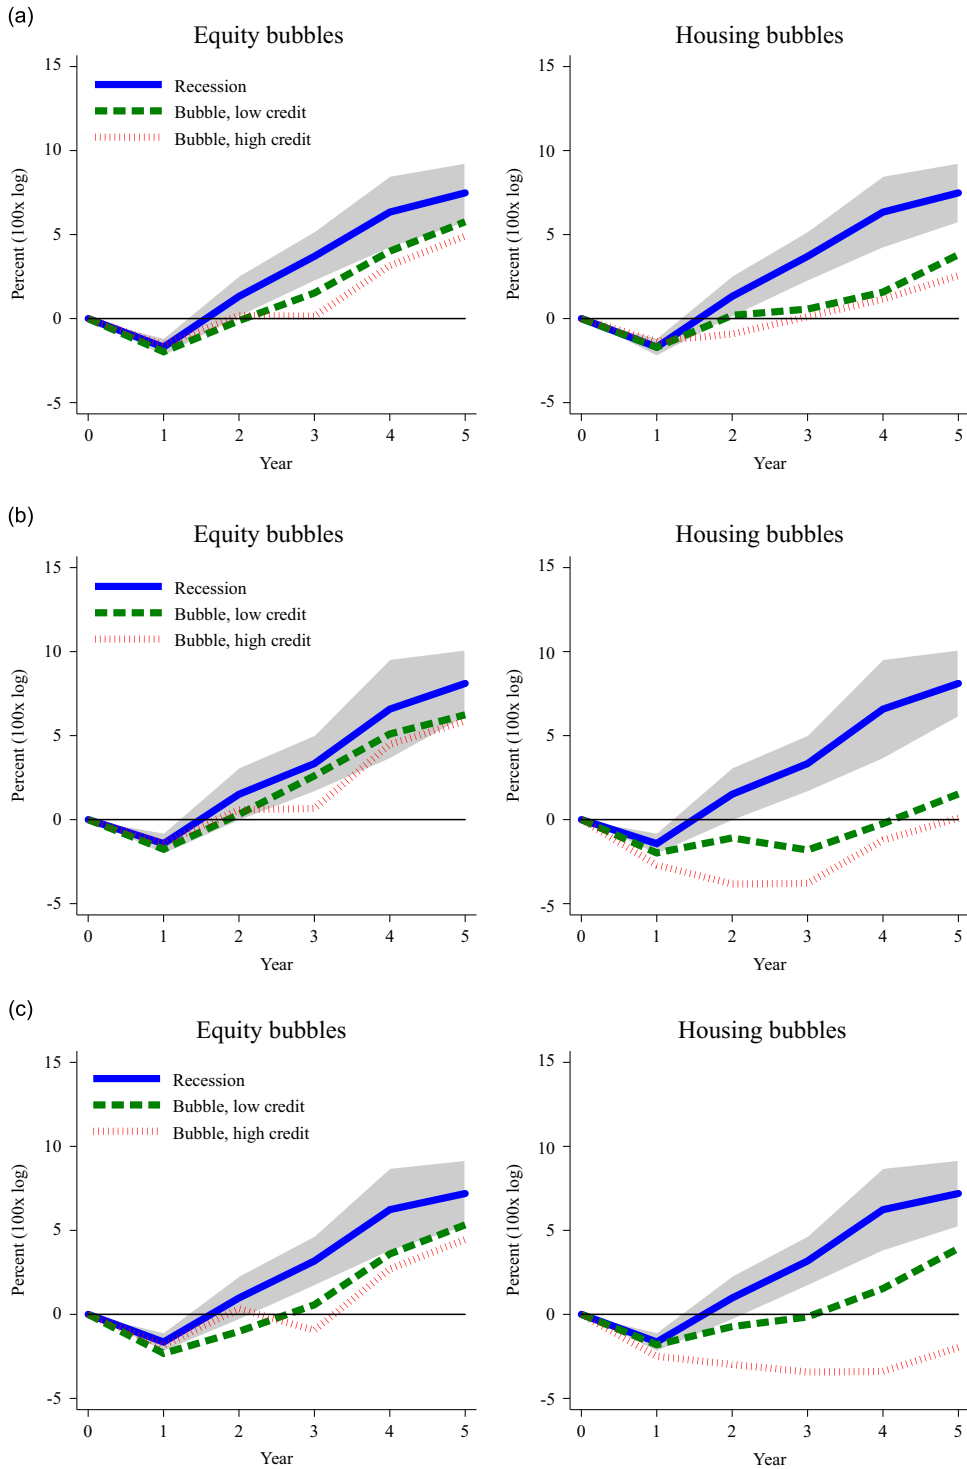 (a)
Equity bubbles
15
10
5
0
-5
Percent (100x log)
Recession
Bubble, low credit
Bubble, high credit
0 1 2 3 4 5
Year
Housing bubbles
15
10
5
0
-5
Percent (100x log)
0 1 2 3 4 5
Year
(b)
Equity bubbles
15
10
5
0
-5
Percent (100x log)
Recession
Bubble, low credit
Bubble, high credit
0 1 2 3 4 5
Year
Housing bubbles
15
10
5
0
-5
Percent (100x log)
0 1 2 3 4 5
Year
(c)
Equity bubbles
15
10
5
0
-5
Percent (100x log)
Recession
Bubble, low credit
Bubble, high credit
0 1 2 3 4 5
Year
Housing bubbles
15
10
5
0
-5
Percent (100x log)
0 1 2 3 4 5
Year